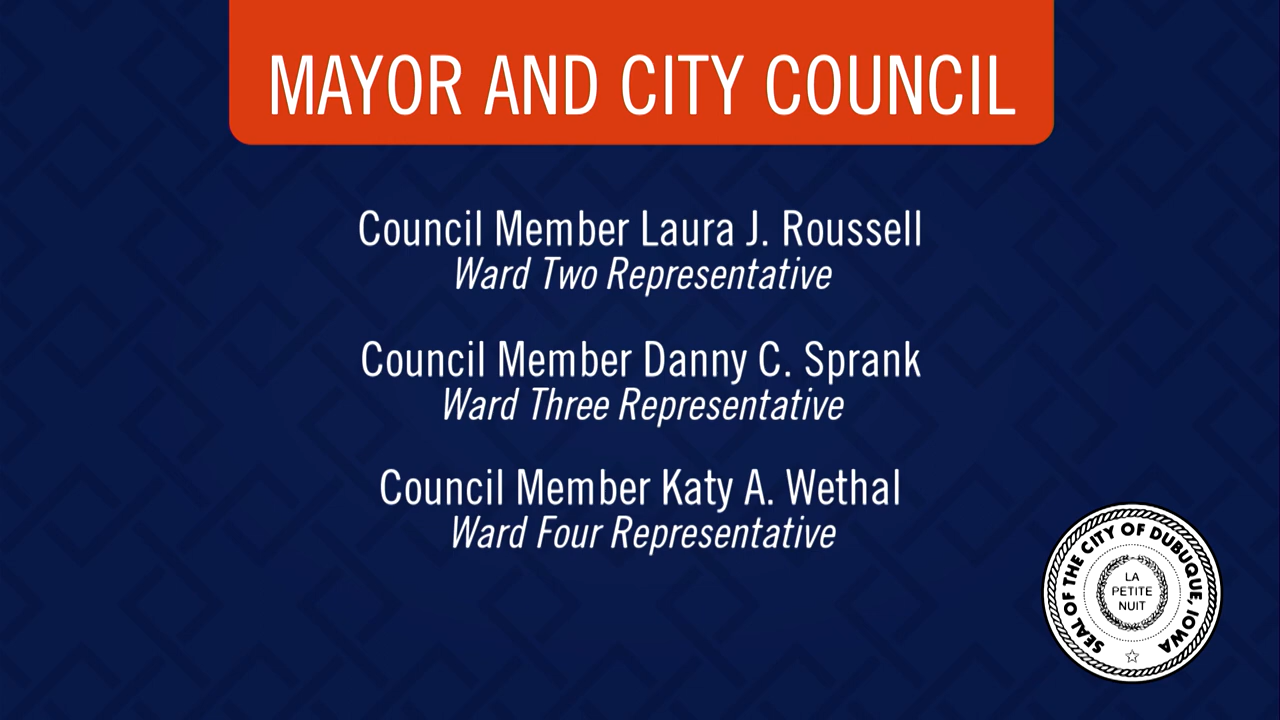 MAYOR AND CITY COUNCIL
Council Member Laura J. Roussell
Ward Two Representative
Council Member Danny C. Sprank
Ward Three Representative
Council Member Katy A. Wethal
Ward Four Representative
SEAL OF THE CITY OF DUBUQUE, IOWA
LA
PETITE
NUIT